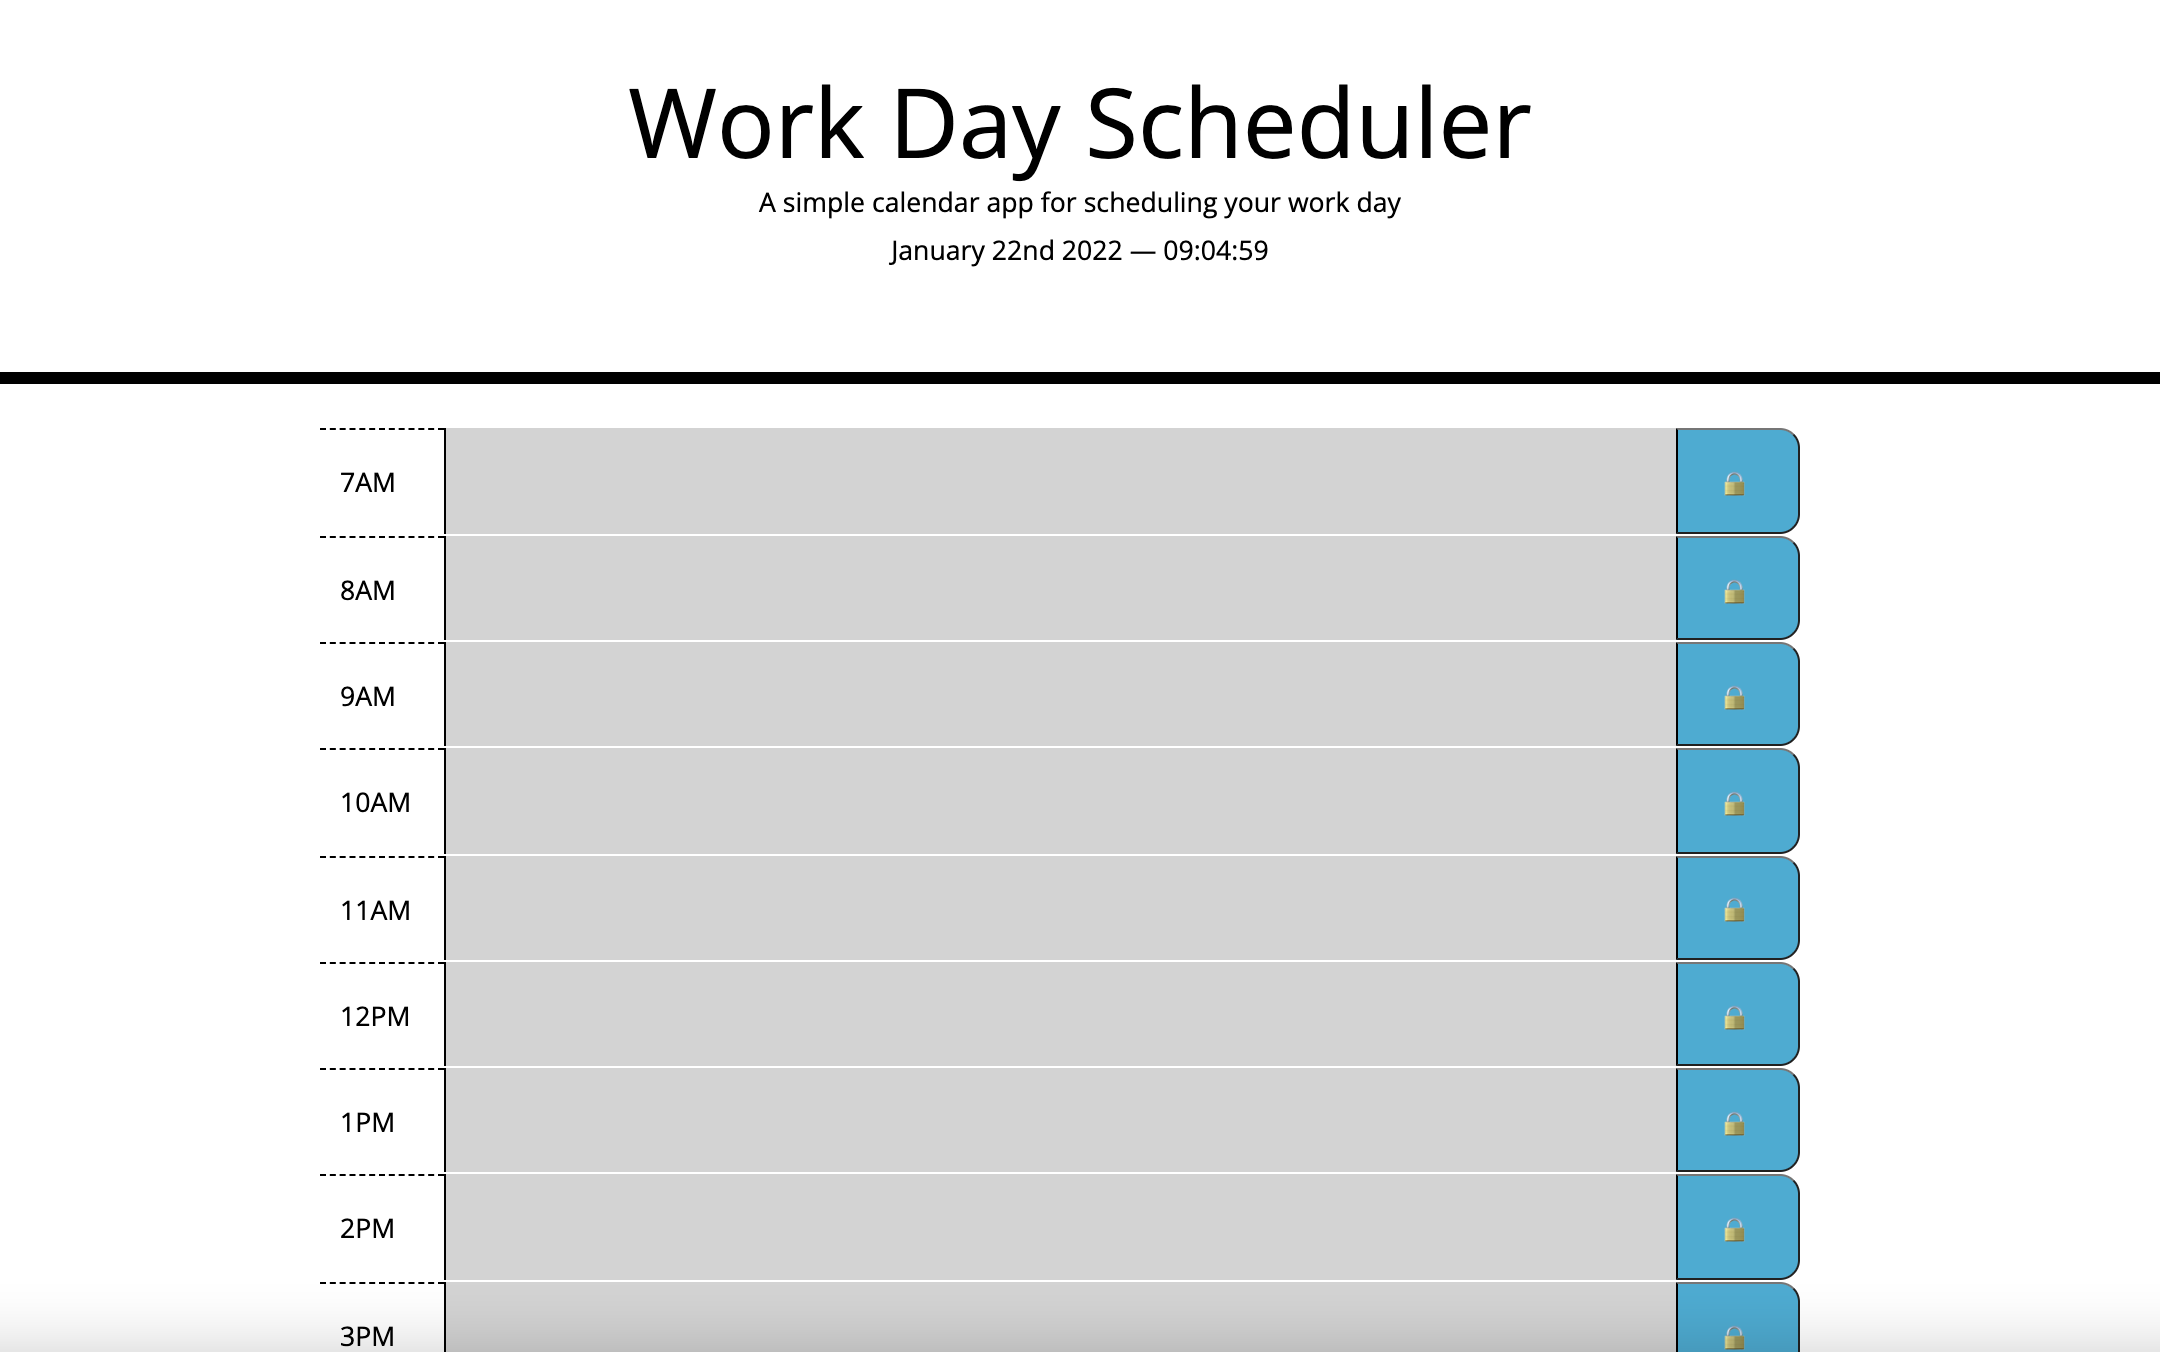 Work Day Scheduler
A simple calendar app for scheduling your work day
January 22nd 2022 — 09:04:59
7AM
8AM
9AM
10AM
11AM
12PM
1PM
2PM
3PM